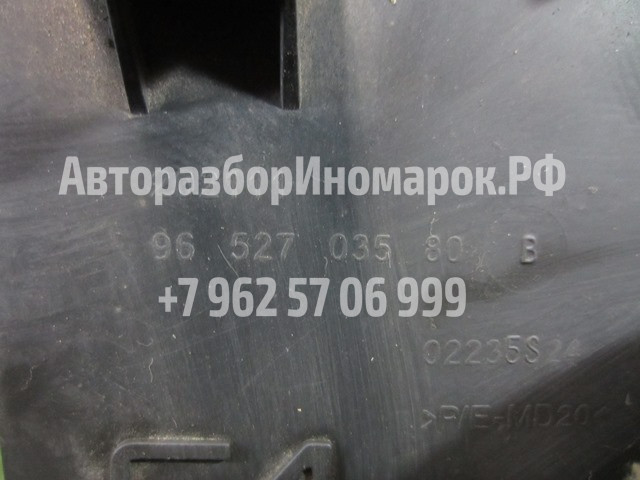 АвторазборИномарок.РФ
96 527 035 80 B
+7 962 57 06 999
02235S24
>P/E-MD20<